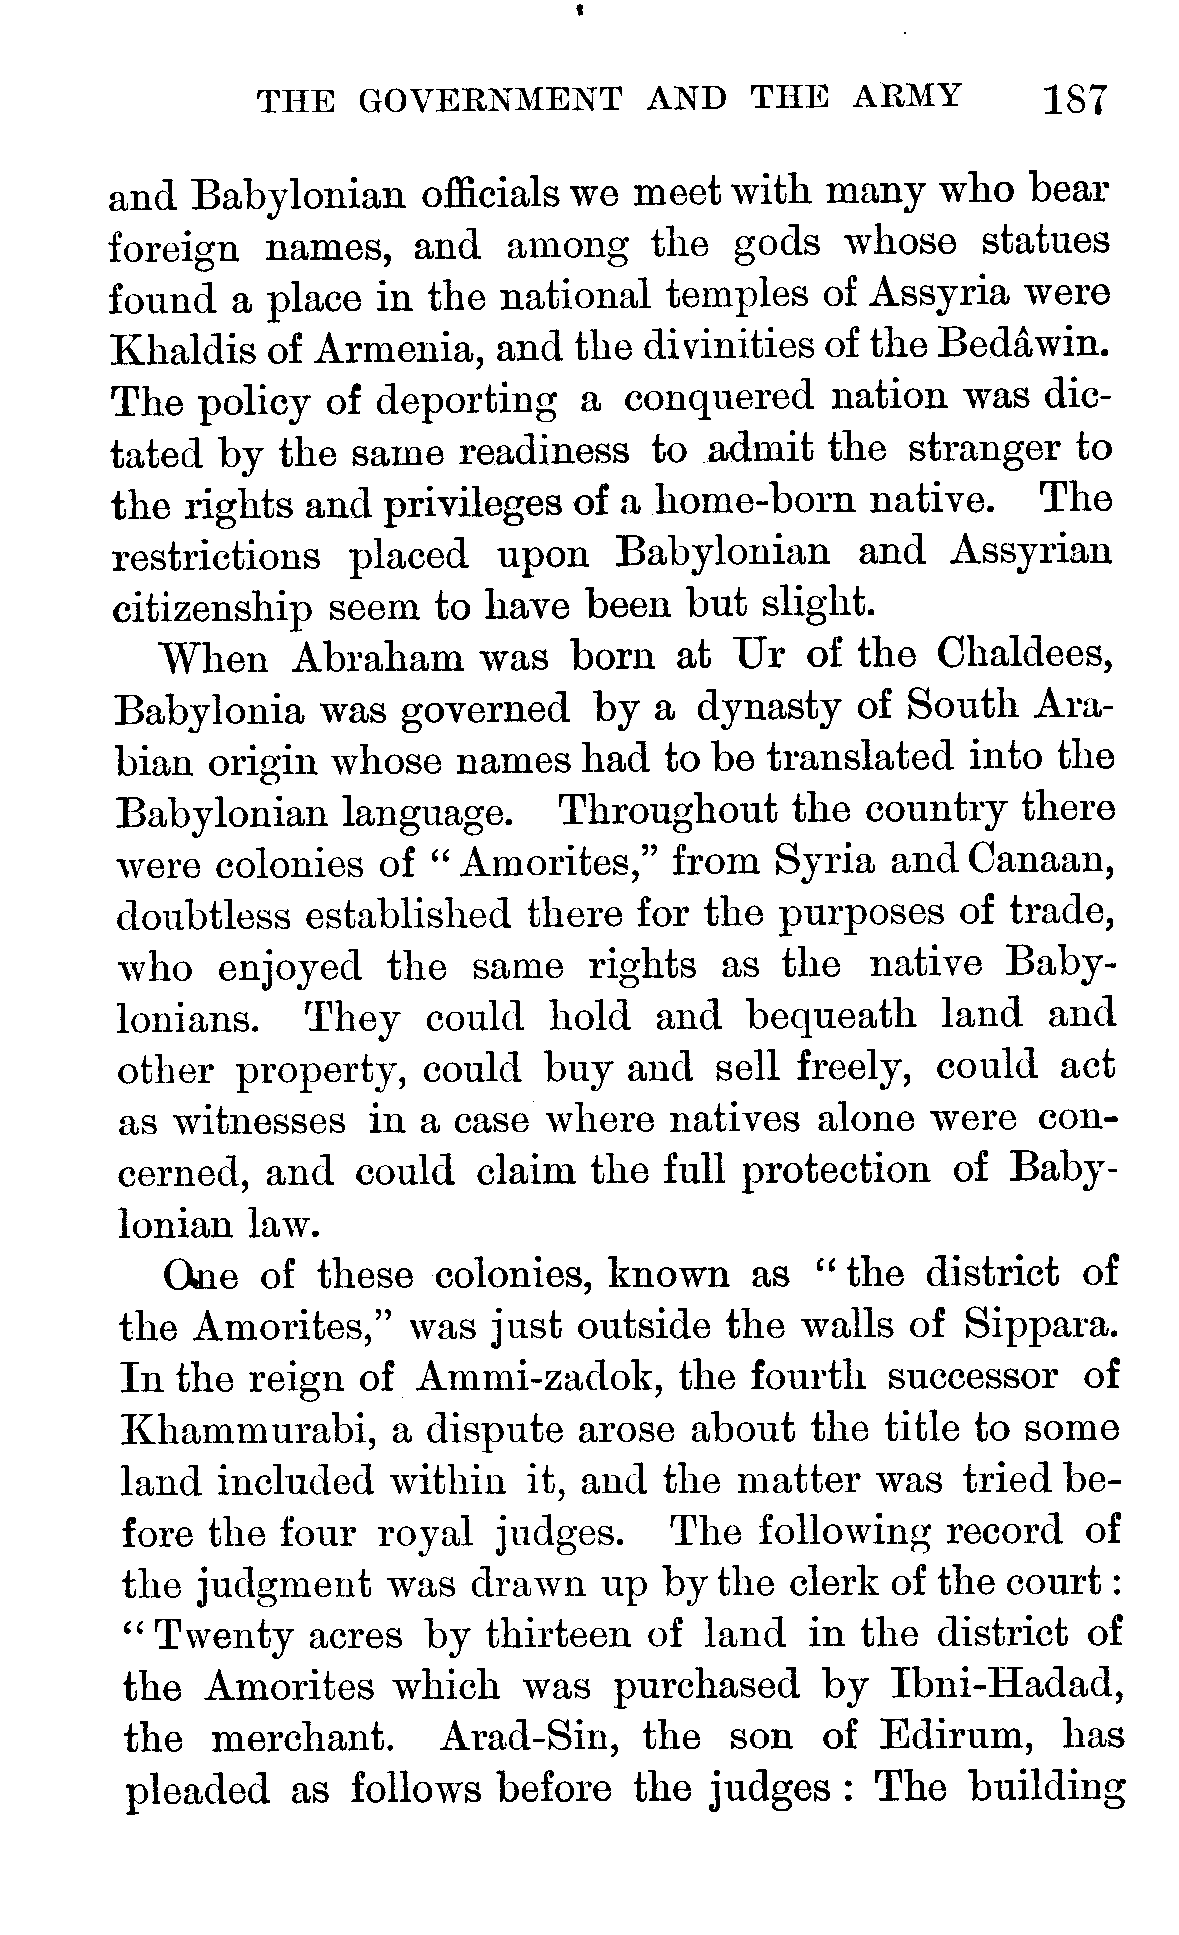 THE GOVERNMENT AND THE ARMY 187
and Babylonian officials we meet with many who bear
foreign names, and among the gods whose statues
found a place in the national temples of Assyria were
Khaldis of Armenia, and the divinities of the Bedâwin.
The policy of deporting a conquered nation was dic-
tated by the same readiness to admit the stranger to
the rights and privileges of a home-born native. The
restrictions placed upon Babylonian and Assyrian
citizenship seem to have been but slight.
When Abraham was born at Ur of the Chaldees,
Babylonia was governed by a dynasty of South Ara-
bian origin whose names had to be translated into the
Babylonian language. Throughout the country there
were colonies of “Amorites,” from Syria and Canaan,
doubtless established there for the purposes of trade,
who enjoyed the same rights as the native Baby-
lonians. They could hold and bequeath land and
other property, could buy and sell freely, could act
as witnesses in a case where natives alone were con-
cerned, and could claim the full protection of Baby-
lonian law.
One of these colonies, known as “the district of
the Amorites,” was just outside the walls of Sippara.
In the reign of Ammi-zadok, the fourth successor of
Khammurabi, a dispute arose about the title to some
land included within it, and the matter was tried be-
fore the four royal judges. The following record of
the judgment was drawn up by the clerk of the court:
“Twenty acres by thirteen of land in the district of
the Amorites which was purchased by Ibni-Hadad,
the merchant. Arad-Sin, the son of Edirum, has
pleaded as follows before the judges: The building